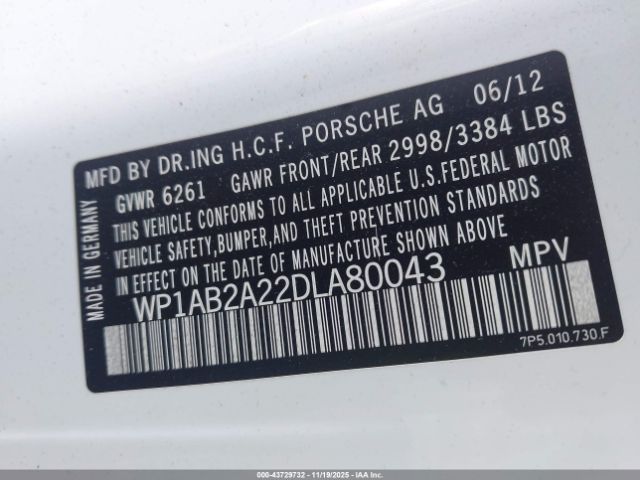 MFD BY DR.ING H.C.F. PORSCHE AG 06/12
GVWR 6261 GAWR FRONT/REAR 2998/3384 LBS
THIS VEHICLE CONFORMS TO ALL APPLICABLE U.S.FEDERAL MOTOR
VEHICLE SAFETY,BUMPER,AND THEFT PREVENTION STANDARDS
IN EFFECT ON THE DATE OF MANUFACTURE SHOWN ABOVE
WP1AB2A22DLA80043 MPV
MADE IN GERMANY
7P5.010.730.F
000-43729732 - 11/19/2025 - IAA, Inc.